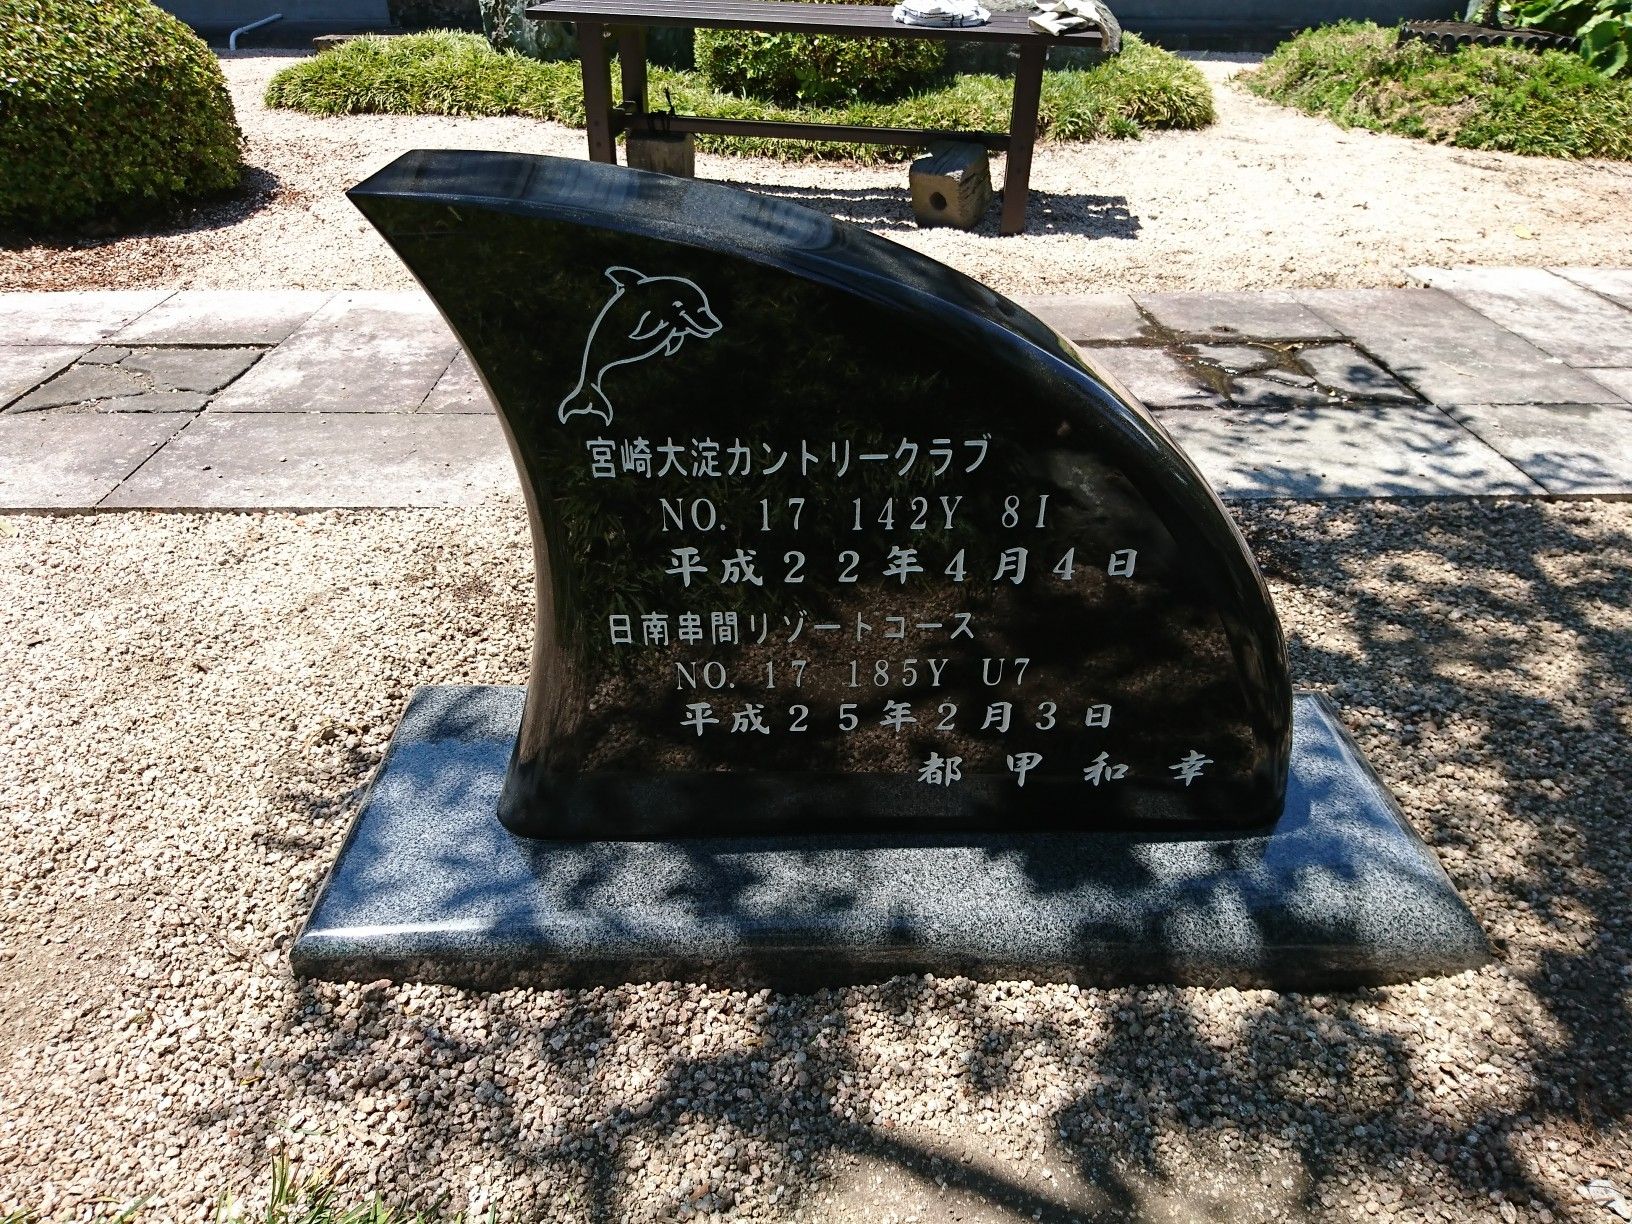 宮崎大淀カントリークラブ
NO. 17 142Y 8I
平成22年4月4日
日南串間リゾートコース
NO. 17 185Y U7
平成25年2月3日
都甲和幸